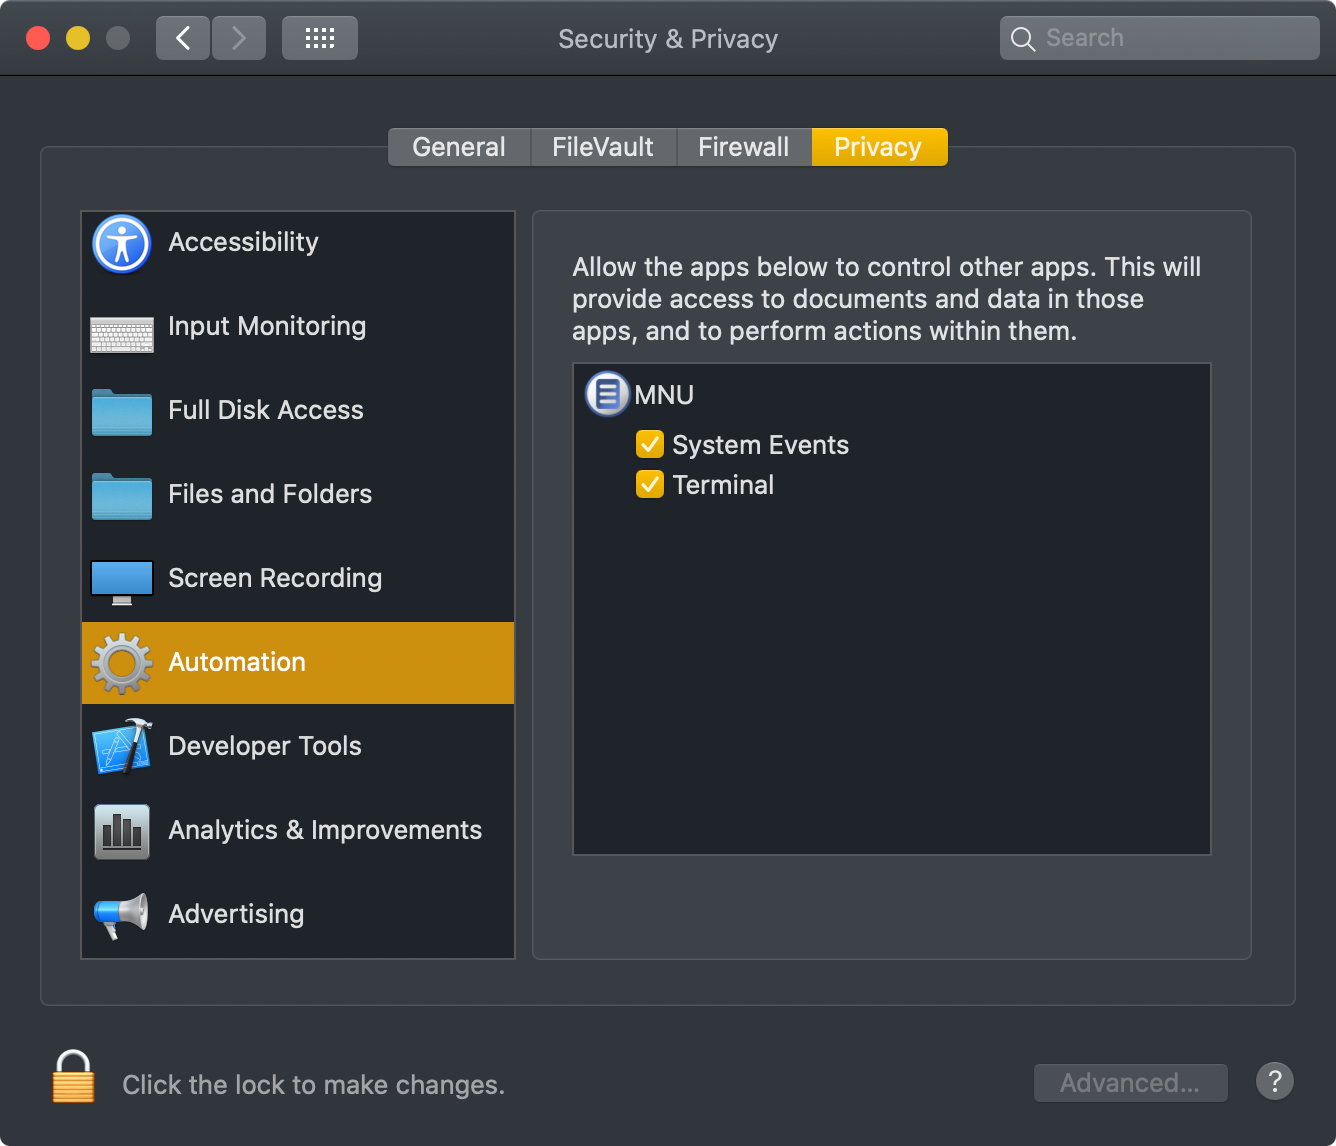 Security & Privacy
Search
General
FileVault
Firewall
Privacy
Accessibility
Input Monitoring
Full Disk Access
Files and Folders
Screen Recording
Automation
Developer Tools
Analytics & Improvements
Advertising
Allow the apps below to control other apps. This will
provide access to documents and data in those
apps, and to perform actions within them.
MNU
System Events
Terminal
Click the lock to make changes.
Advanced...
?